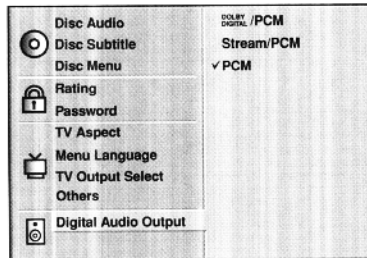 Disc Audio
Disc Subtitle
Disc Menu
Rating
Password
TV Aspect
Menu Language
TV Output Select
Others
Digital Audio Output
DOLBY DIGITAL /PCM
Stream/PCM
✓PCM